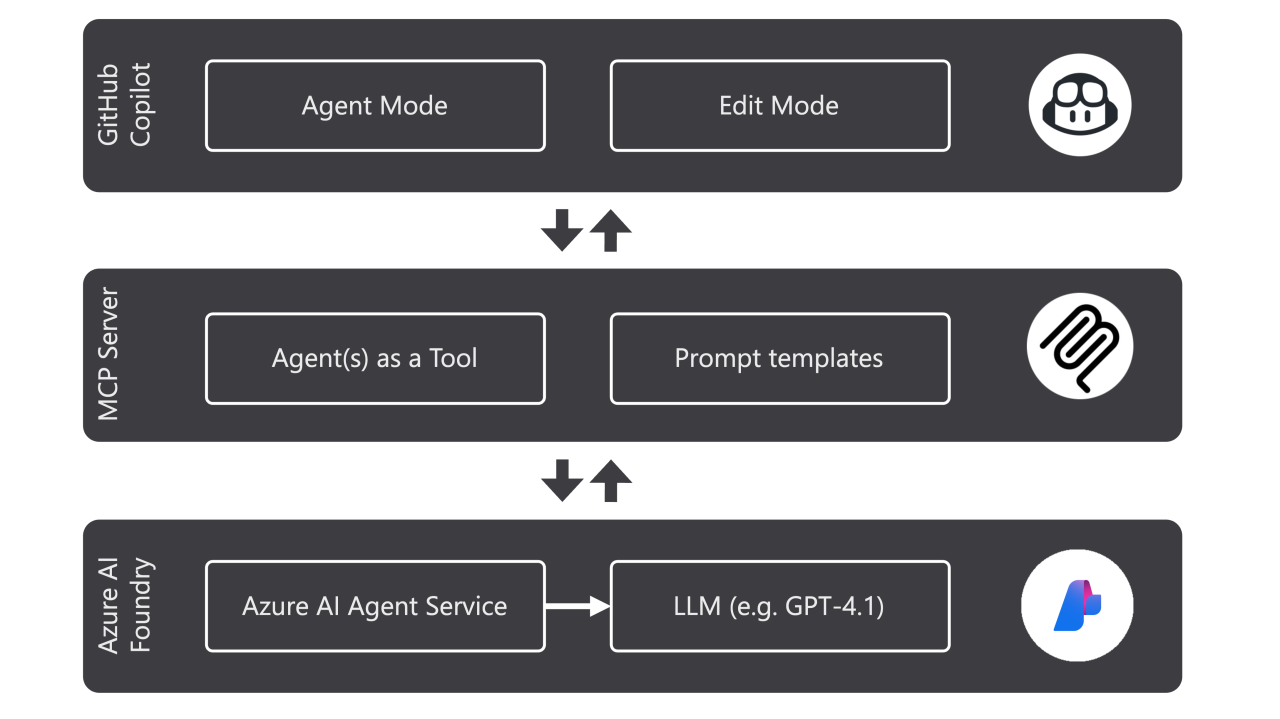 GitHub
Copilot
Agent Mode
Edit Mode
MCP Server
Agent(s) as a Tool
Prompt templates
Azure AI
Foundry
Azure AI Agent Service
LLM (e.g. GPT-4.1)